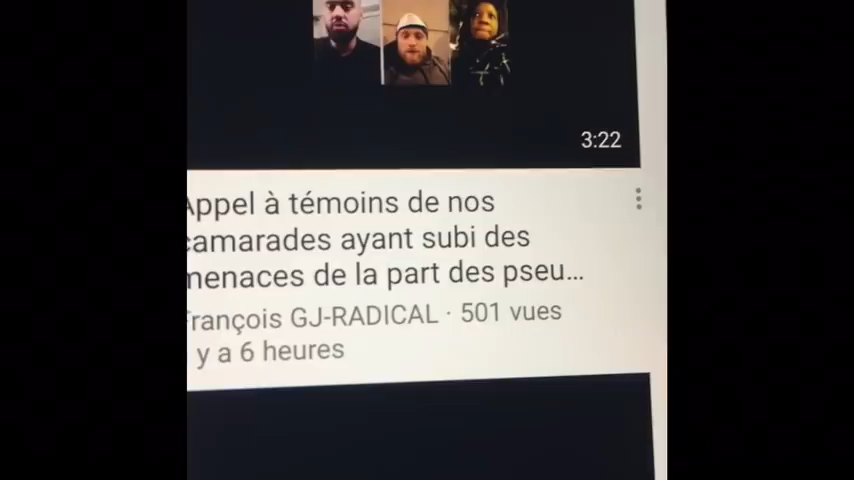 3:22
Appel à témoins de nos
camarades ayant subi des
menaces de la part des pseu...
François GJ-RADICAL · 501 vues
y a 6 heures